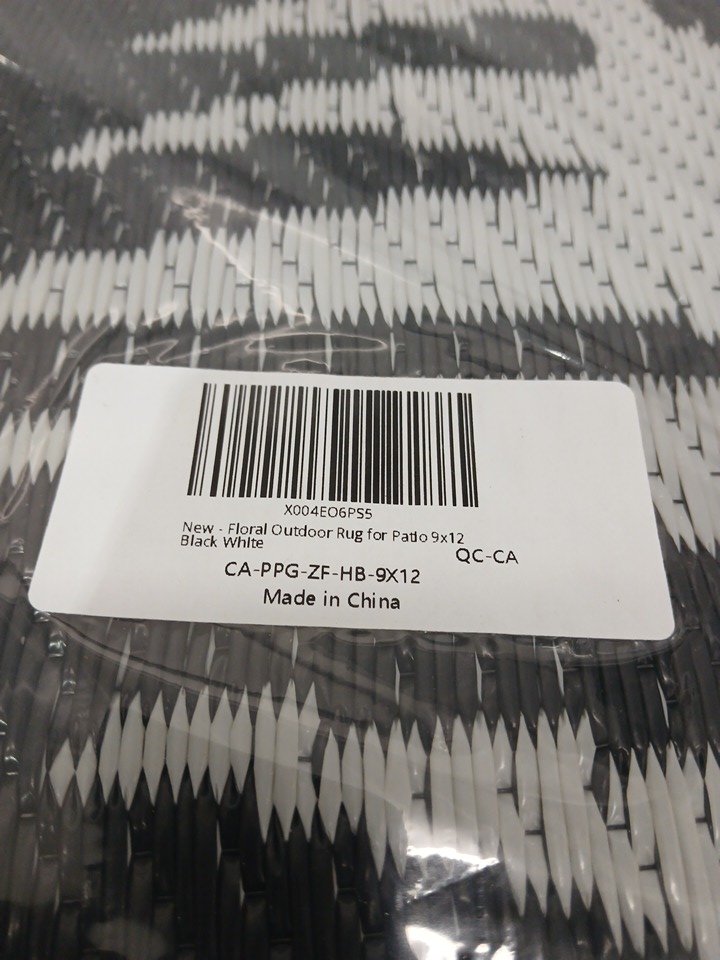 X004EO6PS5
New - Floral Outdoor Rug for Patio 9x12
Black White
QC-CA
CA-PPG-ZF-HB-9X12
Made in China